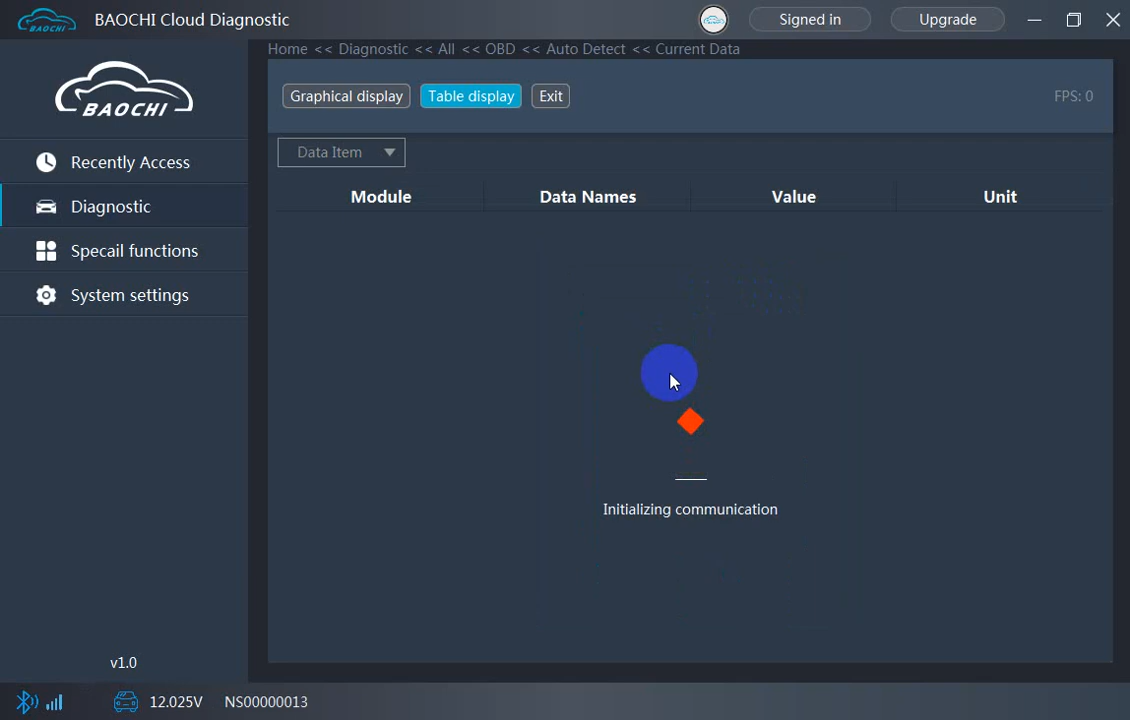 BAOCHI BAOCHI Cloud Diagnostic Signed in Upgrade
Home << Diagnostic << All << OBD << Auto Detect << Current Data
BAOCHI
Graphical display Table display Exit FPS: 0
Data Item
Recently Access
Module Data Names Value Unit
Diagnostic
Specail functions
System settings
Initializing communication
v1.0
12.025V NS00000013